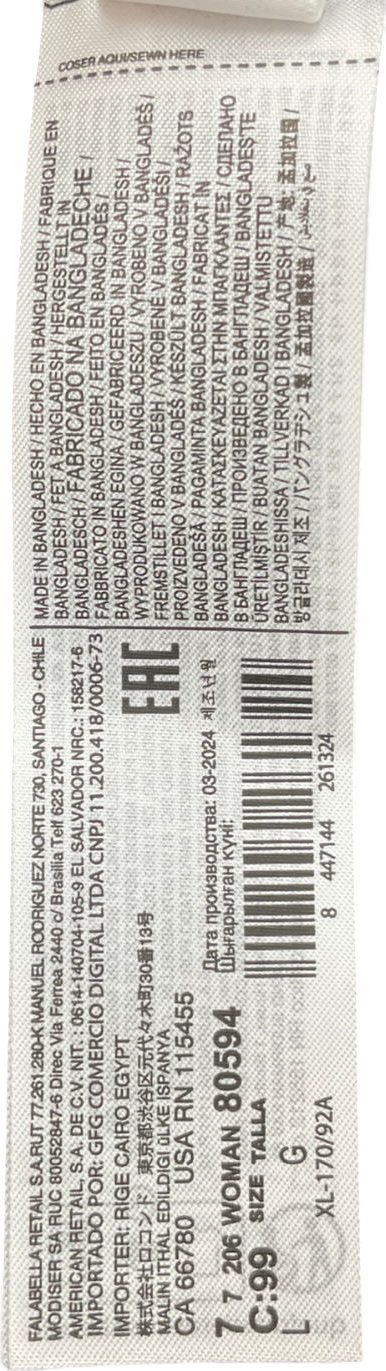 COSER AQUI/SEWN HERE
MADE IN BANGLADESH / HECHO EN BANGLADESH / FABRIQUE EN
BANGLADESH / FET A BANGLADESH / HERGESTELLT IN
BANGLADESCH / FABRICADO NA BANGLADECHE /
FABBRICATO IN BANGLADESH / FEITO EN BANGLADÉS /
BANGLADESHEN EGINA / GEFABRICEERD IN BANGLADESH /
WYPRODUKOWANO W BANGLADESZU / VYROBENO V BANGLADÉŠI /
FREMSTILLET I BANGLADESH / VYROBENÉ V BANGLADÉŠI /
PROIZVEDENO V BANGLADEŠ / KÉSZÜLT BANGLADESH / RAŽOTS
BANGLADEŠĀ / PAGAMINTA BANGLADESH / FABRICAT IN
BANGLADESH / ΚΑΤΑΣΚΕΥΑΖΕΤΑΙ ΣΤΗΝ ΜΠΑΓΚΛΑΝΤΕΣ / СДЕЛАНО
В БАНГЛАДЕШ / ПРОИЗВЕДЕНО В БАНГЛАДЕШ / BANGLADEŞ'TE
ÜRETİLMİŞTİR / BUATAN BANGLADESH / VALMISTETTU
BANGLADESHISSA / TILLVERKAD I BANGLADESH / 产地: 孟加拉国 /
방글라데시 제조 / バングラデシュ製 / 孟加拉國製造 /
FALABELLA RETAIL S.A.RUT 77.261.280-K MANUEL RODRIGUEZ NORTE 730, SANTIAGO - CHILE
MODISER SA RUC 80052847-6 Direc Vía Ferrea 2440 c/ Brasilia Telf 623 270-1
AMERICAN RETAIL, S.A. DE C.V. NIT. : 0614-140704-105-9 EL SALVADOR NRC.: 158217-6
IMPORTADO POR: GFG COMERCIO DIGITAL LTDA CNPJ 11.200.418/0006-73
IMPORTER: RIGE CAIRO EGYPT
株式会社ロコンド 東京都渋谷区元代々木町30番13号
MALIN ITHAL EDILDIGI üLKE ISPANYA
CA 66780 USA RN 115455
EAC
Дата производства: 03-2024 제조년월
Шығарылған күні:
7 7 206 WOMAN 80594
C:99 SIZE TALLA
L G
XL-170/92A
8 447144 261324